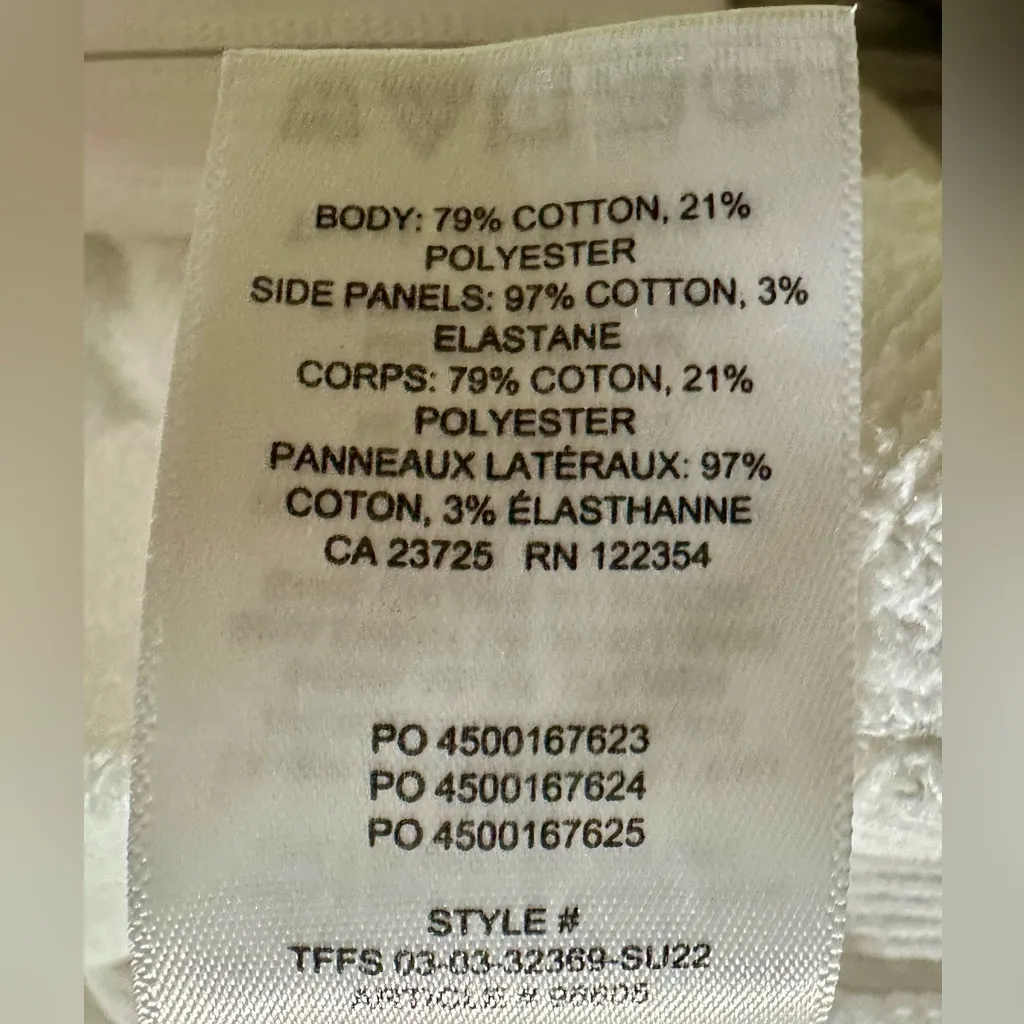 BODY: 79% COTTON, 21%
POLYESTER
SIDE PANELS: 97% COTTON, 3%
ELASTANE
CORPS: 79% COTON, 21%
POLYESTER
PANNEAUX LATÉRAUX: 97%
COTON, 3% ÉLASTHANNE
CA 23725 RN 122354
PO 4500167623
PO 4500167624
PO 4500167625
STYLE #
TFFS 03-03-32369-SU22
ARTICLE #